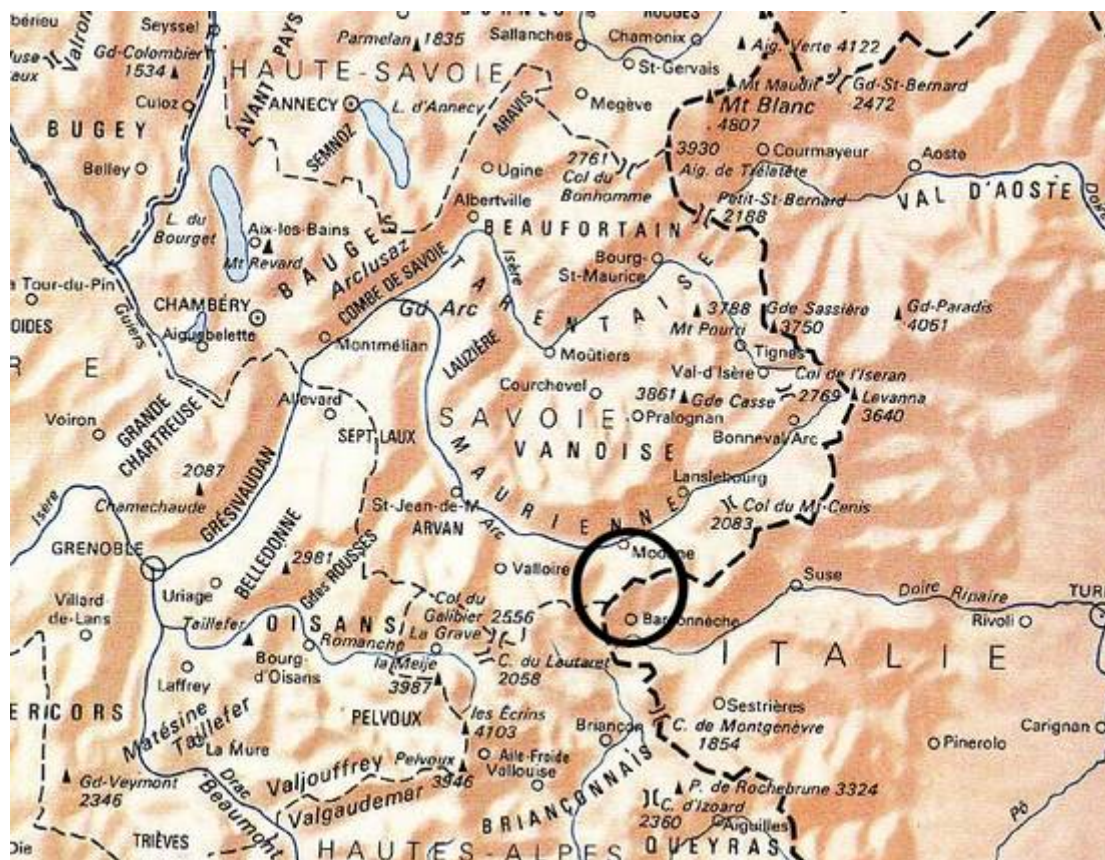 ROUGES
Seyssel
Sallanches
Chamonix
Parmelan 1835
Aig. Verte 4122
Valron
Gd-Colombier
1534
St-Gervais
HAUTE-SAVOIE
AVANT PAYS
Mt Maudit
Gd-St-Bernard
2472
Culoz
ANNECY
L. d'Annecy
Megève
Mt Blanc
4807
BUGEY
SEMNOZ
ARAVIS
Belley
Ugine
2761
Col du
Bonhomme
3930
Aig. de Trélatête
Courmayeur
Aoste
VAL D'AOSTE
Albertville
Petit-St-Bernard
2188
L. du
Bourget
Aix-les-Bains
Mt Revard
BAUGES
Arclusaz
BEAUFORTAIN
Isère
Bourg-
St-Maurice
COMBE DE SAVOIE
TARENTAISE
La Tour-du-Pin
CHAMBÉRY
Gd Arc
3788
Mt Pourri
Gde Sassière
3750
Gd-Paradis
4061
Guiers
Aiguebelette
Montmélian
LAUZIÈRE
Moûtiers
Tignes
Val-d'Isère
Col de l'Iseran
2769
Courchevel
3861
Gde Casse
Levanna
3640
Allevard
SAVOIE
Pralognan
Bonneval/Arc
Voiron
GRANDE
CHARTREUSE
SEPT LAUX
VANOISE
2087
Chamechaude
Lanslebourg
MAURIENNE
Col du Mt-Cenis
2083
Isère
GRÉSIVAUDAN
St-Jean-de-M.
ARVAN
Arc
GRENOBLE
BELLEDONNE
2981
Gdes ROUSSES
Modane
Valloire
Uriage
Suse
Doire Ripaire
TURI
Villard-
de-Lans
Col du
Galibier
2556
Bardonnèche
Rivoli
Taillefer
OISANS
Romanche
La Grave
ITALIE
Bourg-
d'Oisans
la Meije
3987
C. du Lautaret
2058
Laffrey
Sestrières
ERCORS
Matésine
Taillefer
PELVOUX
les Écrins
4103
Briançon
C. de Montgenèvre
1854
Carignan
La Mure
Pelvoux
3946
Aile-Froide
Vallouise
Pinerolo
Gd-Veymont
2346
Drac
Beaumont
Valjouffrey
Valgaudemar
BRIANÇONNAIS
P. de Rochebrune 3324
C. d'Izoard
2360
Aiguilles
Pô
Die
TRIÈVES
HAUTES-ALPES
QUEYRAS